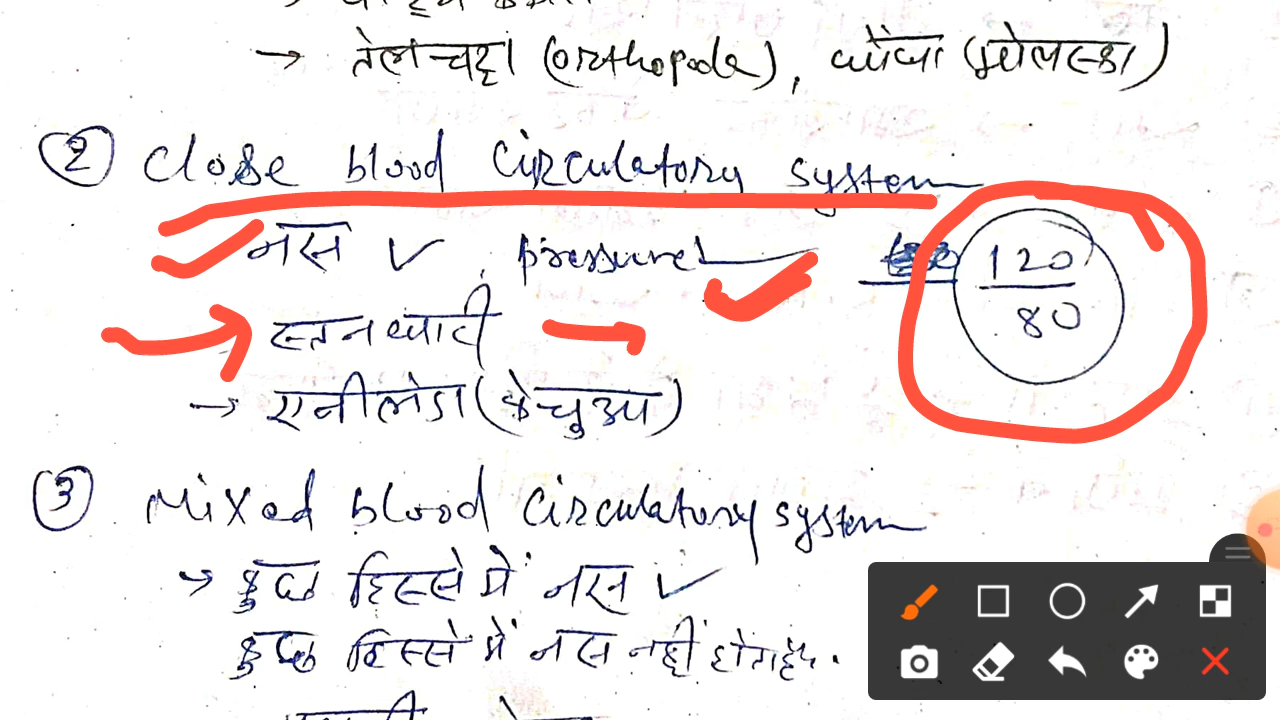 → तेलचट्टा (orthopoda), घोंघा (मोलस्का)
② Close blood circulatory system
नस ✓, pressure ✓ 120/80
→ स्तनधारी
→ एनीलेडा (केचुआ)
③ Mixed blood circulatory system
→ कुछ हिस्से में नस ✓
कुछ हिस्से में नस नहीं होता है।